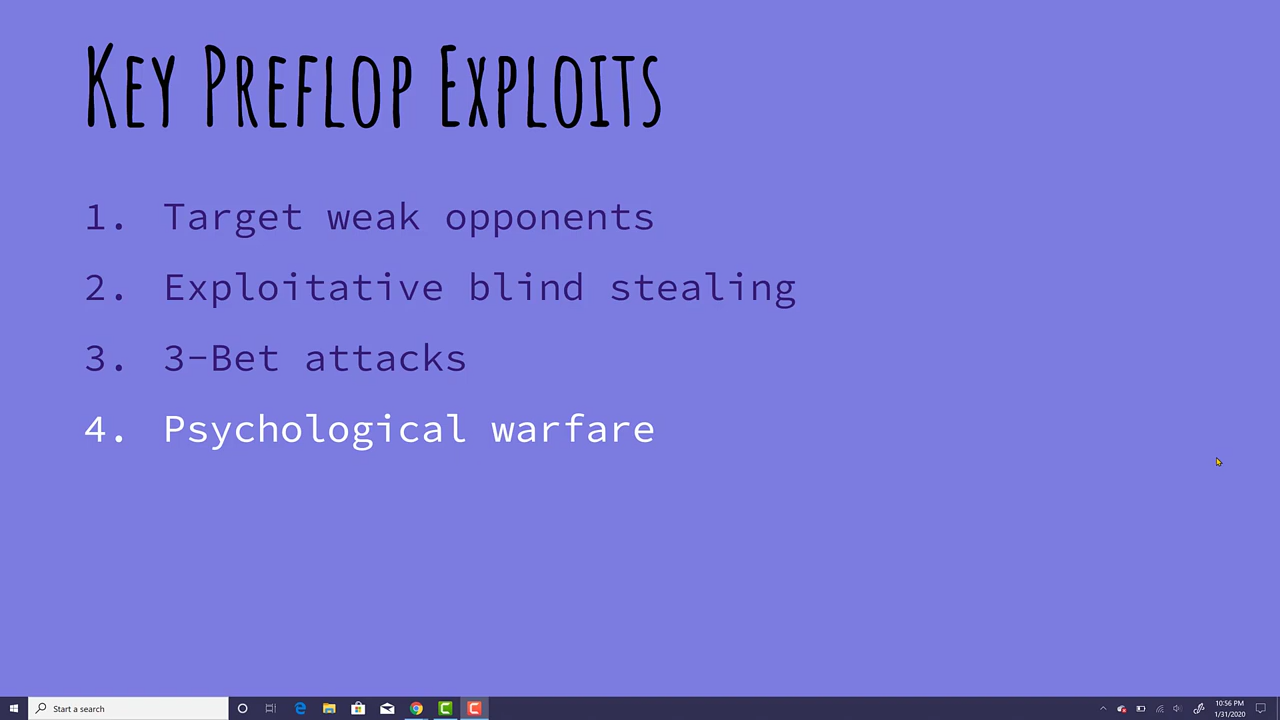 Key Preflop Exploits
1. Target weak opponents
2. Exploitative blind stealing
3. 3-Bet attacks
4. Psychological warfare
Start a search
10:56 PM
1/31/2020